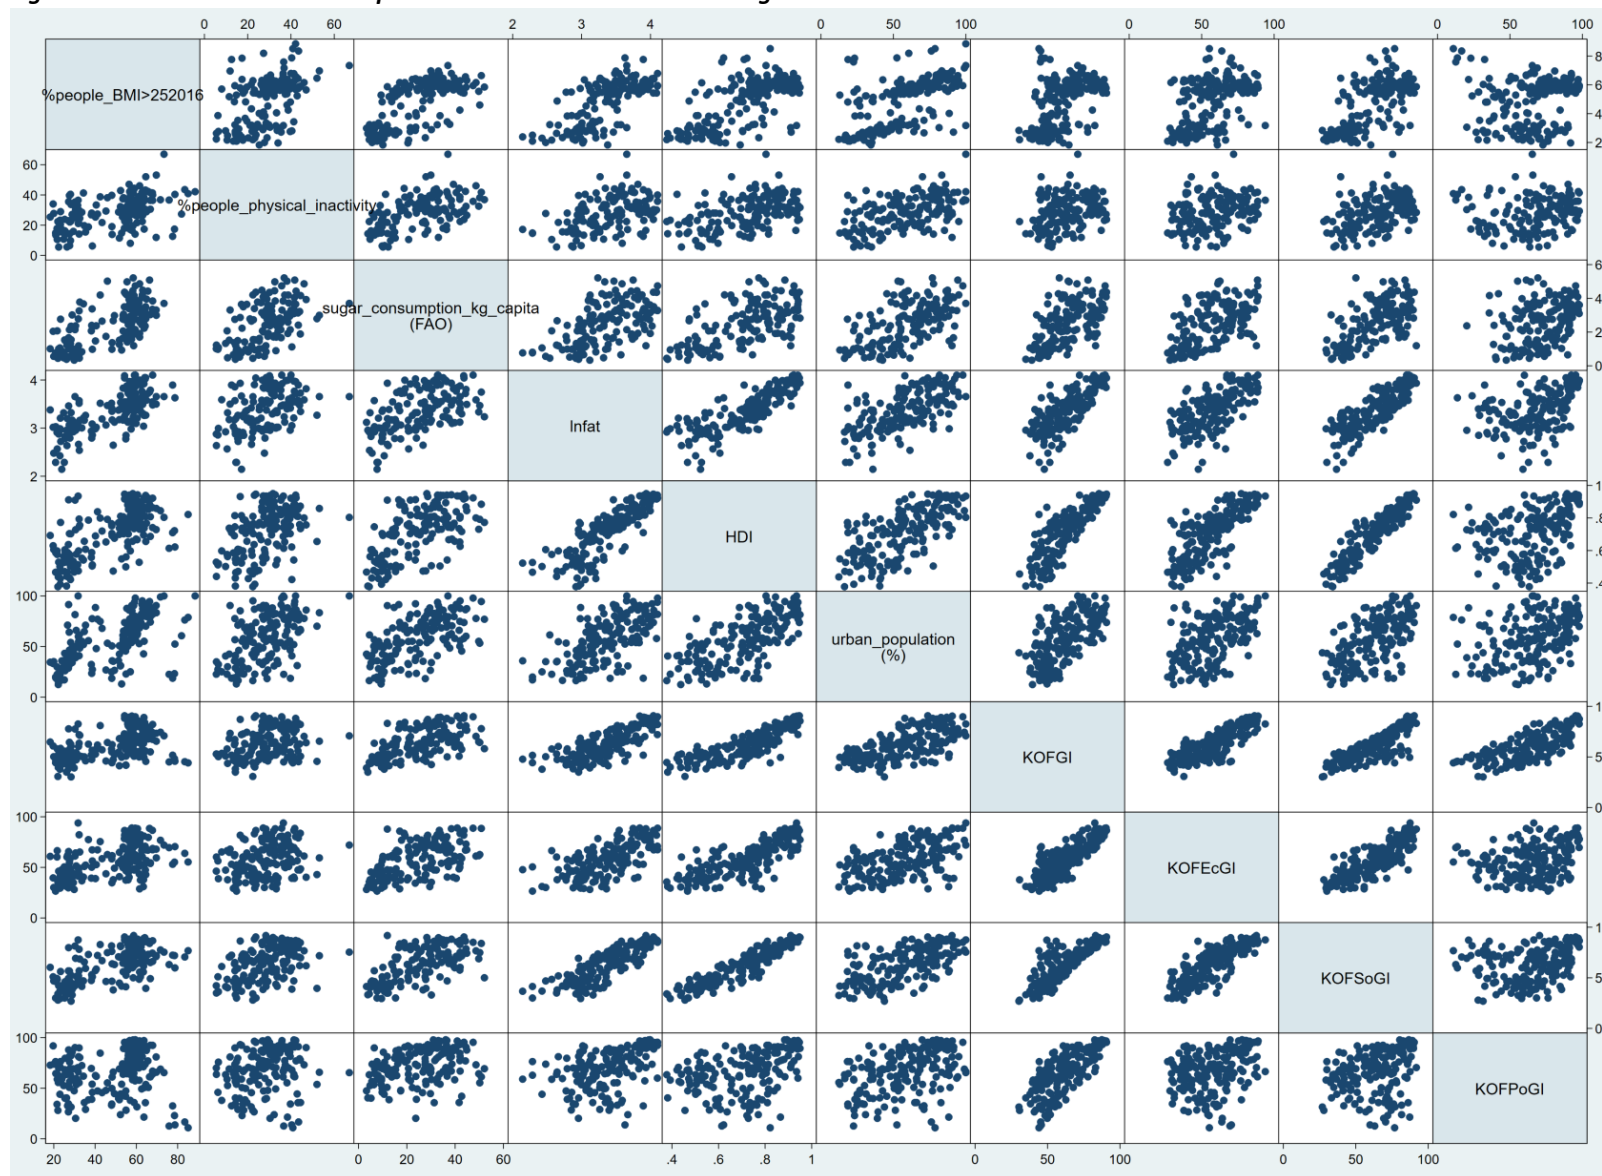 0 20 40 60 2 3 4 0 50 100 0 50 100 0 50 100
8
%people_BMI>252016
6
4
2
60
40
%people_physical_inactivity
20
0
6
sugar_consumption_kg_capita
(FAO)
4
2
0
4
lnfat
3
2
1
.8
HDI
.6
.4
100
urban_population
(%)
50
0
1
KOFGI
5
0
100
KOFEcGI
50
0
1
KOFSoGI
5
0
100
KOFPoGI
50
0
20 40 60 80 0 20 40 60 .4 .6 .8 1 0 50 100 0 50 100